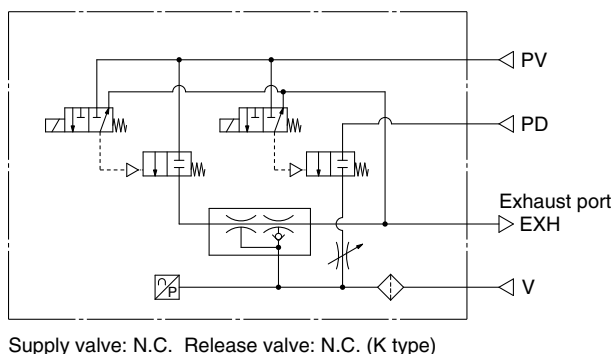 PV
PD
Exhaust port
EXH
P
V
Supply valve: N.C. Release valve: N.C. (K type)